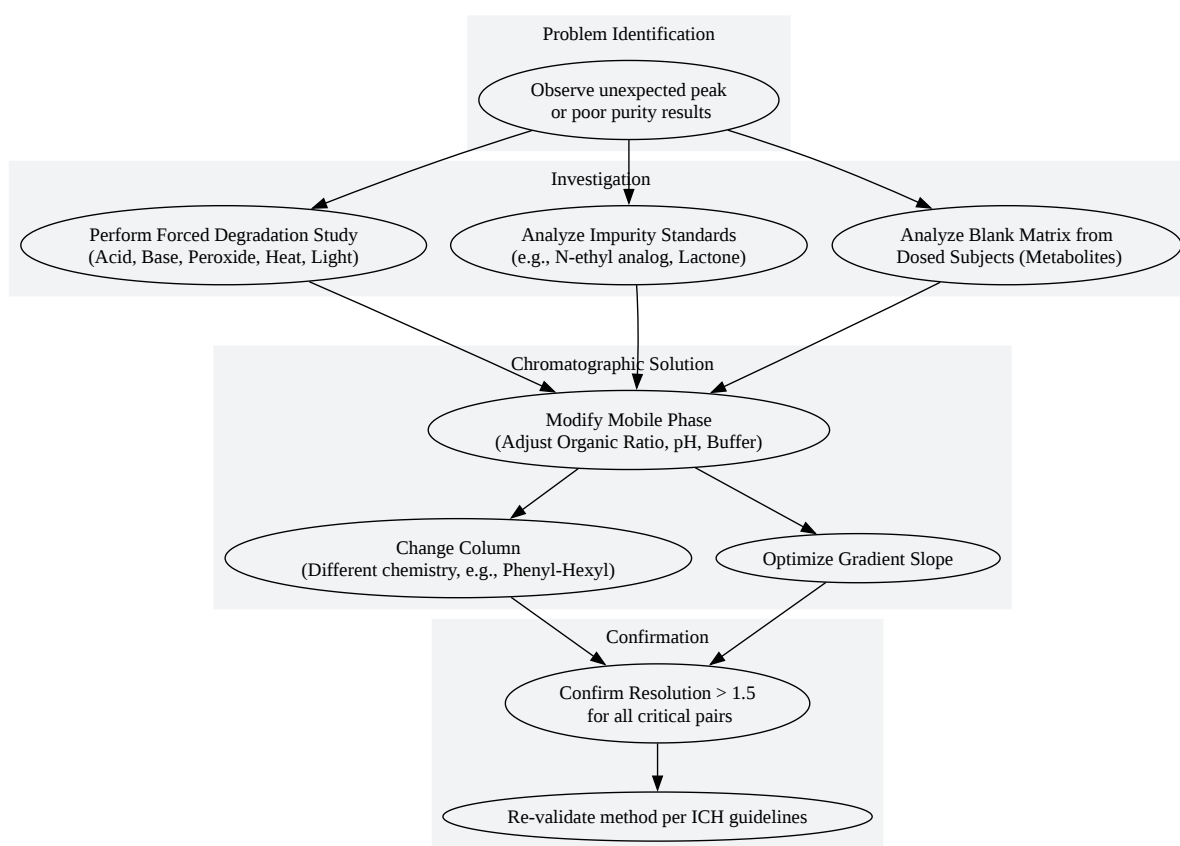 Problem Identification
Observe unexpected peak
or poor purity results
Investigation
Perform Forced Degradation Study
(Acid, Base, Peroxide, Heat, Light)
Analyze Impurity Standards
(e.g., N-ethyl analog, Lactone)
Analyze Blank Matrix from
Dosed Subjects (Metabolites)
Chromatographic Solution
Modify Mobile Phase
(Adjust Organic Ratio, pH, Buffer)
Change Column
(Different chemistry, e.g., Phenyl-Hexyl)
Optimize Gradient Slope
Confirmation
Confirm Resolution > 1.5
for all critical pairs
Re-validate method per ICH guidelines